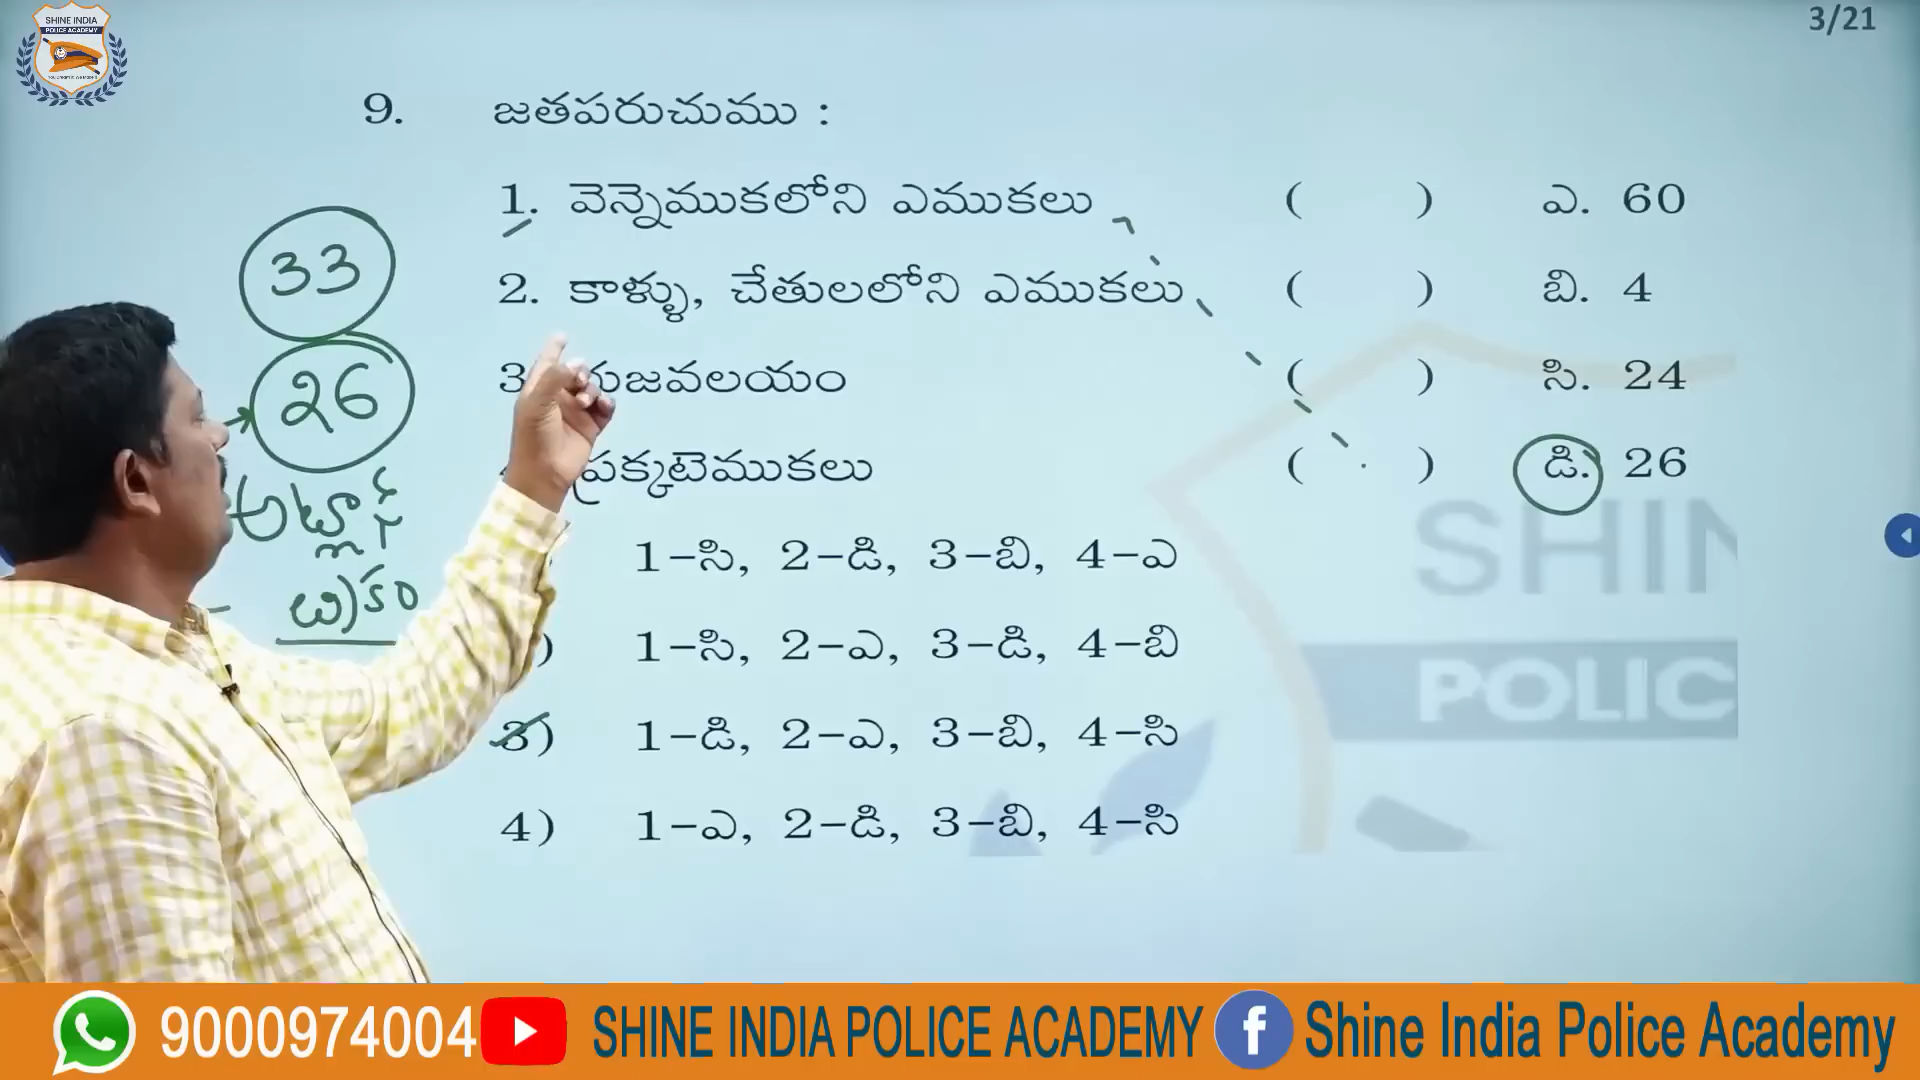 SHINE INDIA
POLICE ACADEMY
3/21
9. జతపరుచుము :
1. వెన్నెముకలోని ఎముకలు ( ) ఎ. 60
2. కాళ్ళు, చేతులలోని ఎముకలు ( ) బి. 4
3 భుజవలయం ( ) సి. 24
ప్రక్కటెముకలు ( ) డి. 26
33
26
అట్లాస్
1-సి, 2-డి, 3-బి, 4-ఎ
) 1-సి, 2-ఎ, 3-డి, 4-బి
3) 1-డి, 2-ఎ, 3-బి, 4-సి
4) 1-ఎ, 2-డి, 3-బి, 4-సి
SHIN
POLIC
9000974004 SHINE INDIA POLICE ACADEMY f Shine India Police Academy